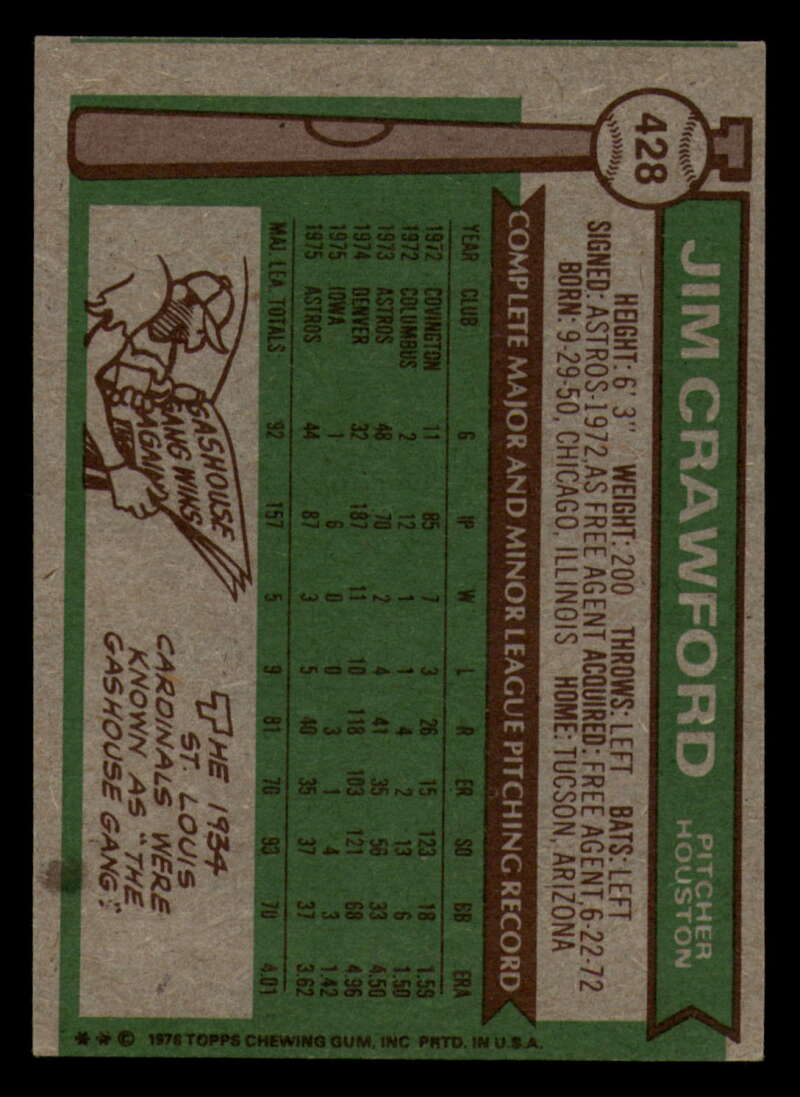 428
JIM CRAWFORD
PITCHER
HOUSTON
HEIGHT: 6' 3" WEIGHT: 200 THROWS: LEFT BATS: LEFT
SIGNED: ASTROS-1972, AS FREE AGENT ACQUIRED: FREE AGENT, 6-22-72
BORN: 9-29-50, CHICAGO, ILLINOIS HOME: TUCSON, ARIZONA
COMPLETE MAJOR AND MINOR LEAGUE PITCHING RECORD
YEAR CLUB G IP W L R ER SO BB ERA
1972 COVINGTON 11 85 7 3 26 15 123 18 1.59
1972 COLUMBUS 2 12 1 1 4 2 13 6 1.50
1973 ASTROS 48 70 2 4 41 35 56 33 4.50
1974 DENVER 32 187 11 10 118 103 121 68 4.96
1975 IOWA 1 6 0 0 3 1 4 3 1.42
1975 ASTROS 44 87 3 5 40 35 37 37 3.62
MAJ. LEA. TOTALS 92 157 5 9 81 70 93 70 4.01
GASHOUSE
GANG WINS
AGAIN
THE 1934
ST. LOUIS
CARDINALS WERE
KNOWN AS "THE
GASHOUSE GANG."
** © 1976 TOPPS CHEWING GUM, INC. PRTD. IN U.S.A.